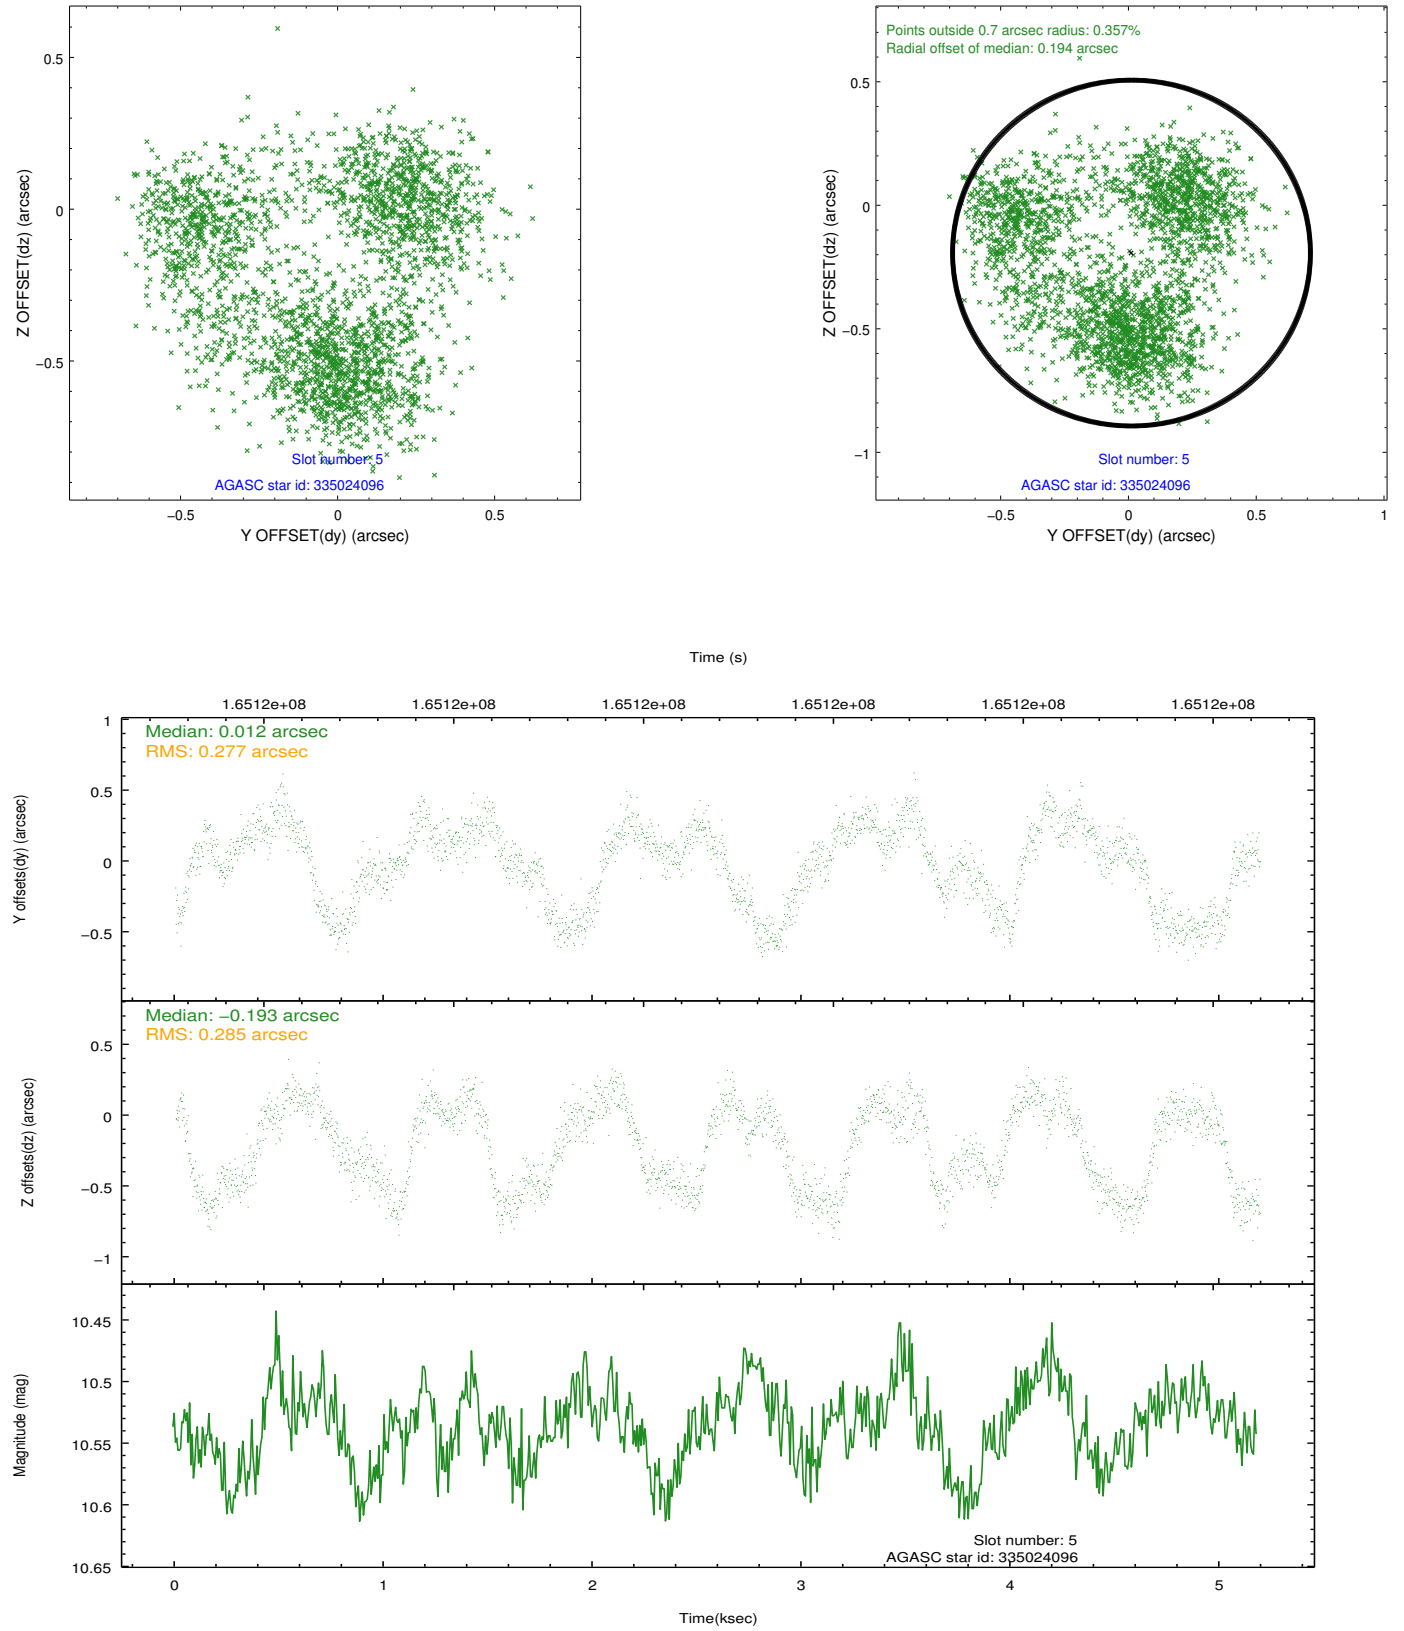 0.5
0
−0.5
Z OFFSET(dz) (arcsec)
Slot number: 5
AGASC star id: 335024096
−0.5
0
0.5
Y OFFSET(dy) (arcsec)
Points outside 0.7 arcsec radius: 0.357%
Radial offset of median: 0.194 arcsec
0.5
0
−0.5
−1
Z OFFSET(dz) (arcsec)
Slot number: 5
AGASC star id: 335024096
−0.5
0
0.5
1
Y OFFSET(dy) (arcsec)
Time (s)
1.6512e+08 1.6512e+08 1.6512e+08 1.6512e+08 1.6512e+08 1.6512e+08
Median: 0.012 arcsec
RMS: 0.277 arcsec
1
0.5
0
−0.5
Y offsets(dy) (arcsec)
Median: −0.193 arcsec
RMS: 0.285 arcsec
0.5
0
−0.5
−1
Z offsets(dz) (arcsec)
10.45
10.5
10.55
10.6
10.65
Magnitude (mag)
Slot number: 5
AGASC star id: 335024096
0 1 2 3 4 5
Time(ksec)